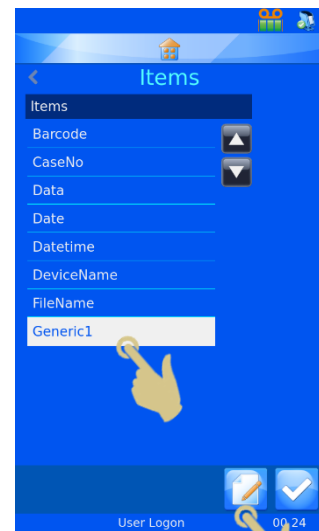 Items
Items
Barcode
CaseNo
Data
Date
Datetime
DeviceName
FileName
Generic1
User Logon 00:24